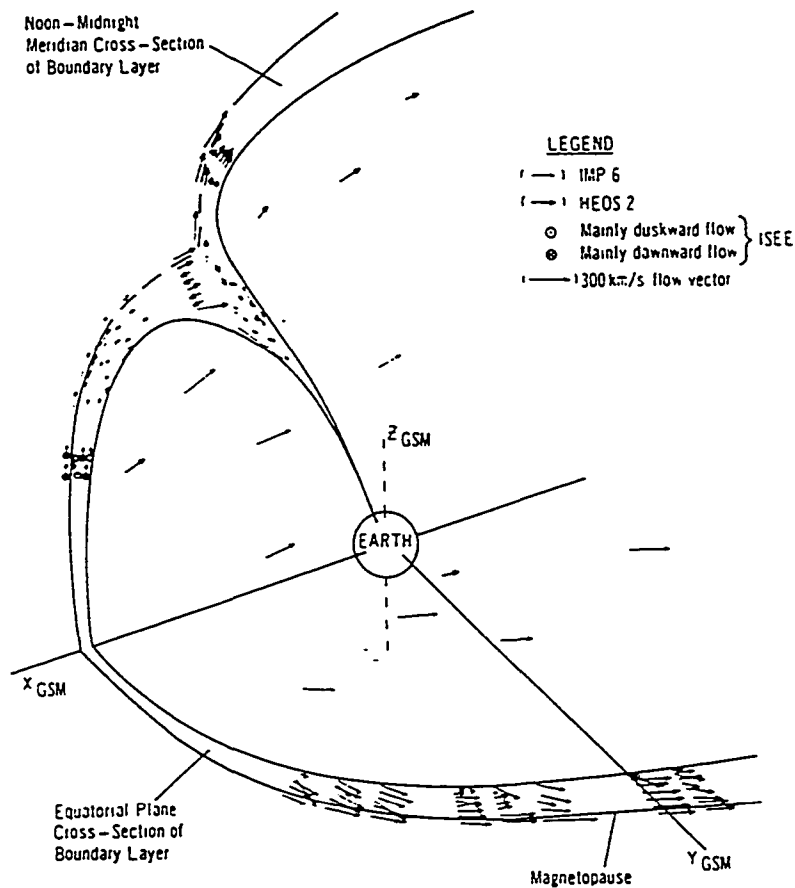 Noon-Midnight
Meridian Cross-Section
of Boundary Layer
LEGEND
IMP 6
HEOS 2
Mainly duskward flow
Mainly dawnward flow
ISEE
300 km/s flow vector
Z GSM
EARTH
X GSM
Equatorial Plane
Cross-Section of
Boundary Layer
Magnetopause
Y GSM